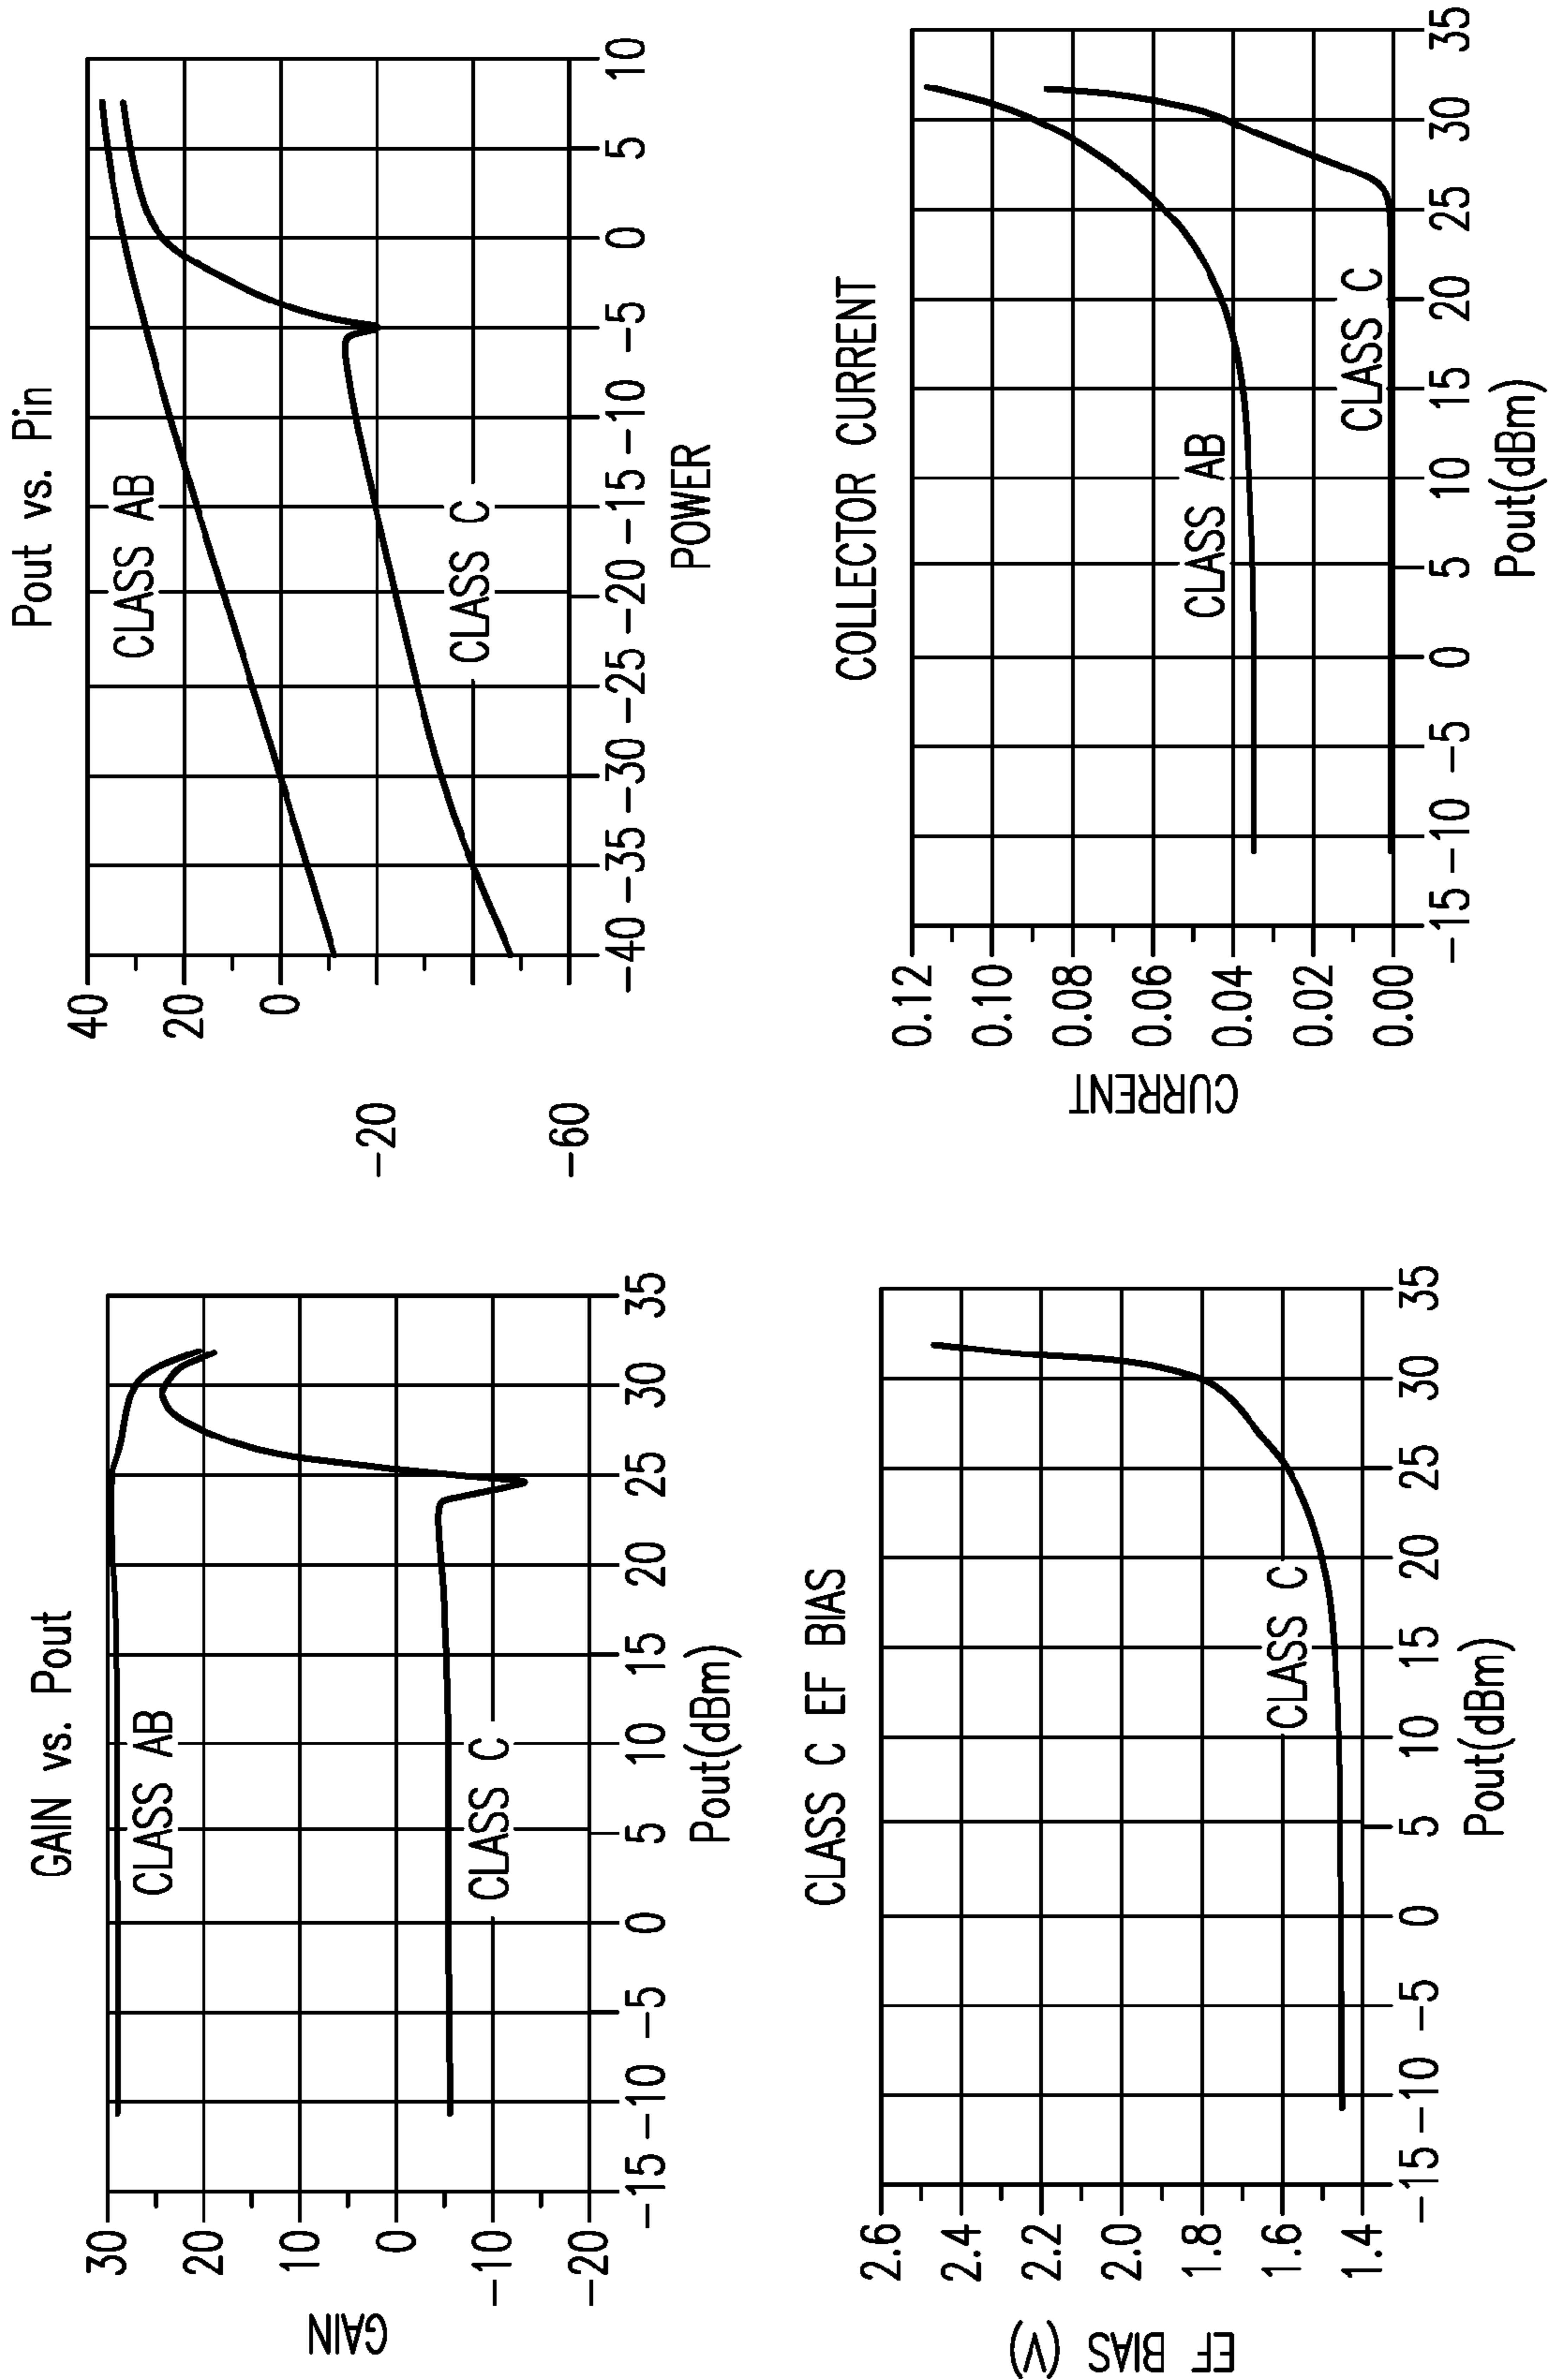 GAIN vs. Pout
GAIN
30
20
10
0
-10
-20
CLASS AB
CLASS C
-15 -10 -5 0 5 10 15 20 25 30 35
Pout(dBm)
Pout vs. Pin
40
20
0
-20
-60
CLASS AB
CLASS C
-40 -35 -30 -25 -20 -15 -10 -5 0 5 10
POWER
CLASS C EF BIAS
EF BIAS (V)
2.6
2.4
2.2
2.0
1.8
1.6
1.4
CLASS C
-15 -10 -5 0 5 10 15 20 25 30 35
Pout(dBm)
COLLECTOR CURRENT
CURRENT
0.12
0.10
0.08
0.06
0.04
0.02
0.00
CLASS AB
CLASS C
-15 -10 -5 0 5 10 15 20 25 30 35
Pout(dBm)